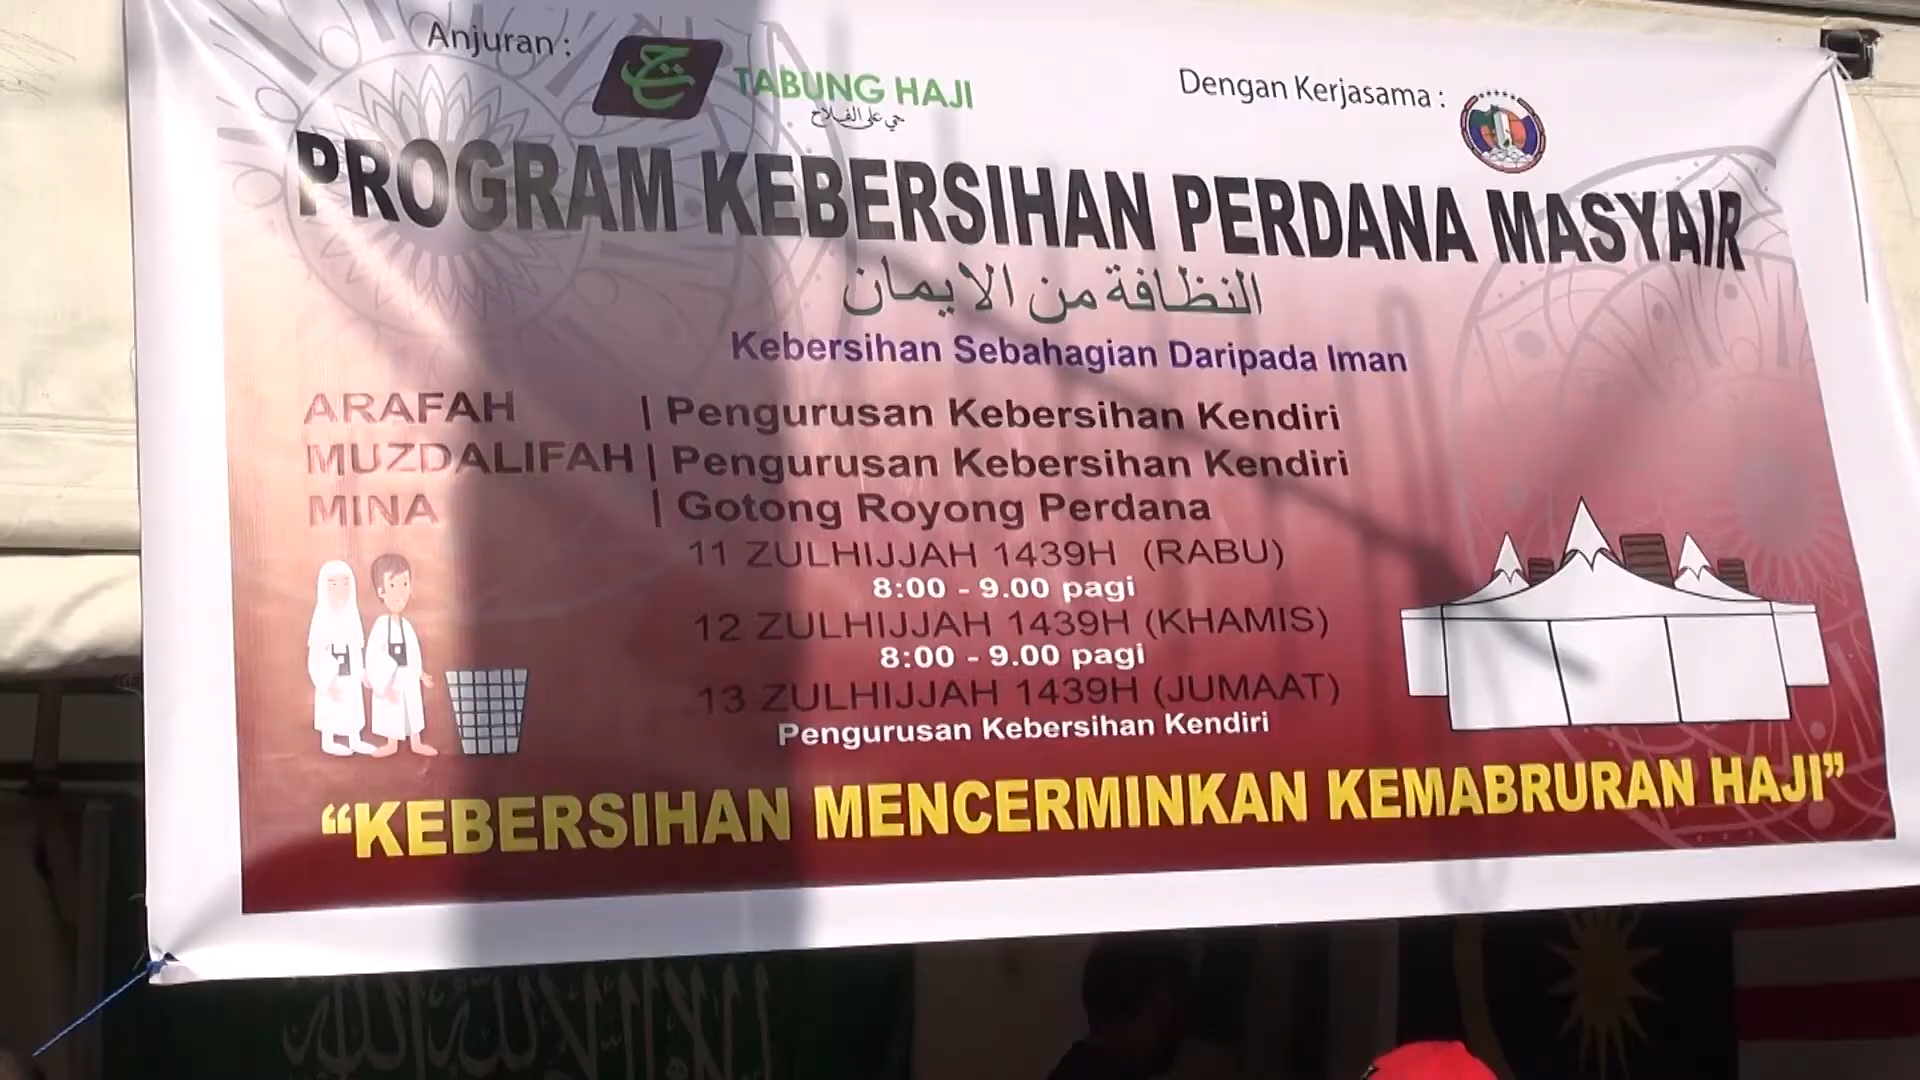 Anjuran :
TABUNG HAJI
حي على الفلاح
Dengan Kerjasama :
PROGRAM KEBERSIHAN PERDANA MASYAIR
النظافة من الايمان
Kebersihan Sebahagian Daripada Iman
ARAFAH | Pengurusan Kebersihan Kendiri
MUZDALIFAH | Pengurusan Kebersihan Kendiri
MINA | Gotong Royong Perdana
11 ZULHIJJAH 1439H (RABU)
8:00 - 9.00 pagi
12 ZULHIJJAH 1439H (KHAMIS)
8:00 - 9.00 pagi
13 ZULHIJJAH 1439H (JUMAAT)
Pengurusan Kebersihan Kendiri
“KEBERSIHAN MENCERMINKAN KEMABRURAN HAJI”